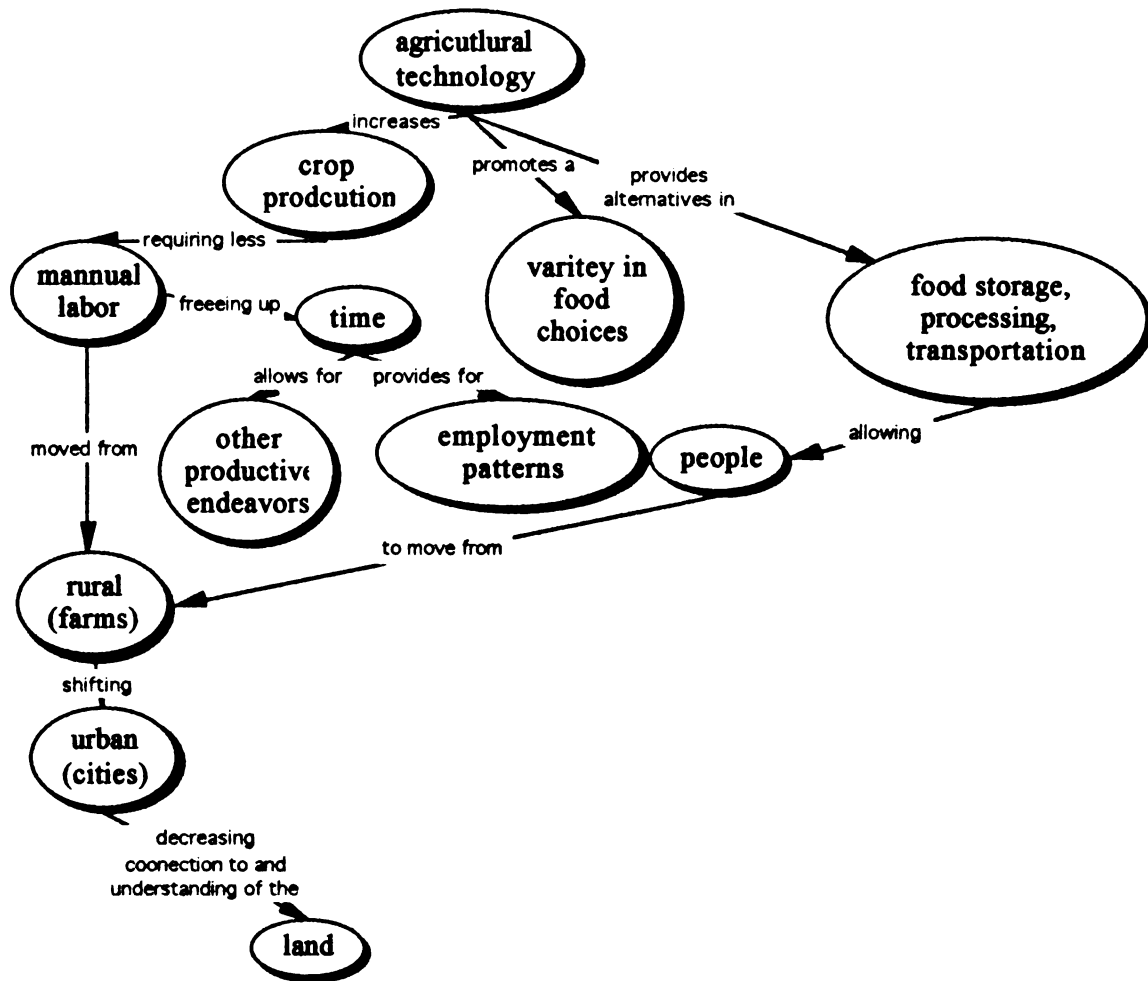 agricutlural
technology
increases
promotes a
provides
alternatives in
crop
prodcution
requiring less
mannual
labor
freeeing up
time
varitey in
food
choices
food storage,
processing,
transportation
allows for
provides for
other
productive
endeavors
employment
patterns
people
allowing
moved from
to move from
rural
(farms)
shifting
urban
(cities)
decreasing
coonection to and
understanding of the
land